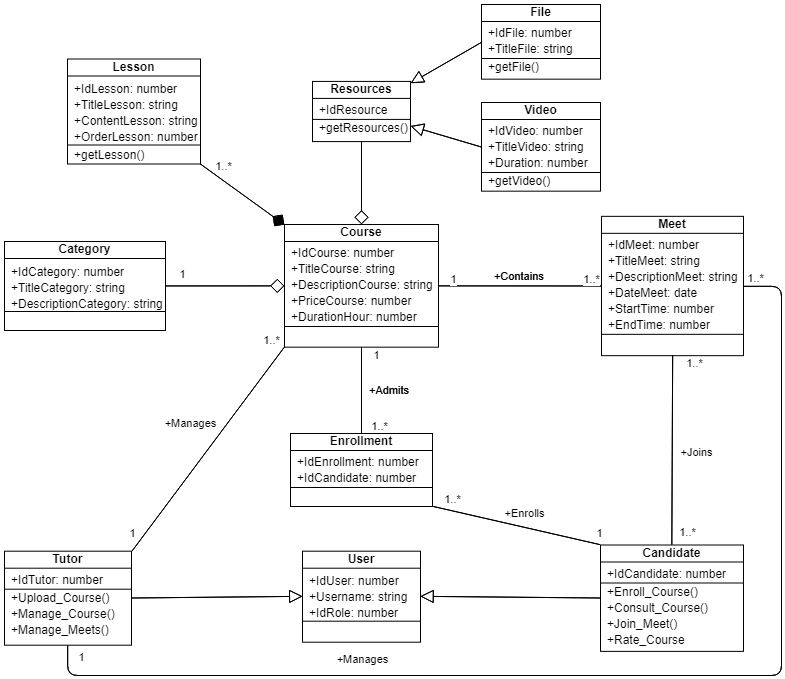 File
+IdFile: number
+TitleFile: string
+getFile()
Lesson
+IdLesson: number
+TitleLesson: string
+ContentLesson: string
+OrderLesson: number
+getLesson()
1..*
Resources
+IdResource
+getResources()
Video
+IdVideo: number
+TitleVideo: string
+Duration: number
+getVideo()
Category
+IdCategory: number
+TitleCategory: string
+DescriptionCategory: string
1
Course
+IdCourse: number
+TitleCourse: string
+DescriptionCourse: string
+PriceCourse: number
+DurationHour: number
1
+Contains
1..*
Meet
+IdMeet: number
+TitleMeet: string
+DescriptionMeet: string
+DateMeet: date
+StartTime: number
+EndTime: number
1..*
1..*
1
1..*
+Admits
+Manages
1..*
Enrollment
+IdEnrollment: number
+IdCandidate: number
+Joins
1..*
+Enrolls
1
1
1..*
Tutor
+IdTutor: number
+Upload_Course()
+Manage_Course()
+Manage_Meets()
User
+IdUser: number
+Username: string
+IdRole: number
Candidate
+IdCandidate: number
+Enroll_Course()
+Consult_Course()
+Join_Meet()
+Rate_Course
1
+Manages